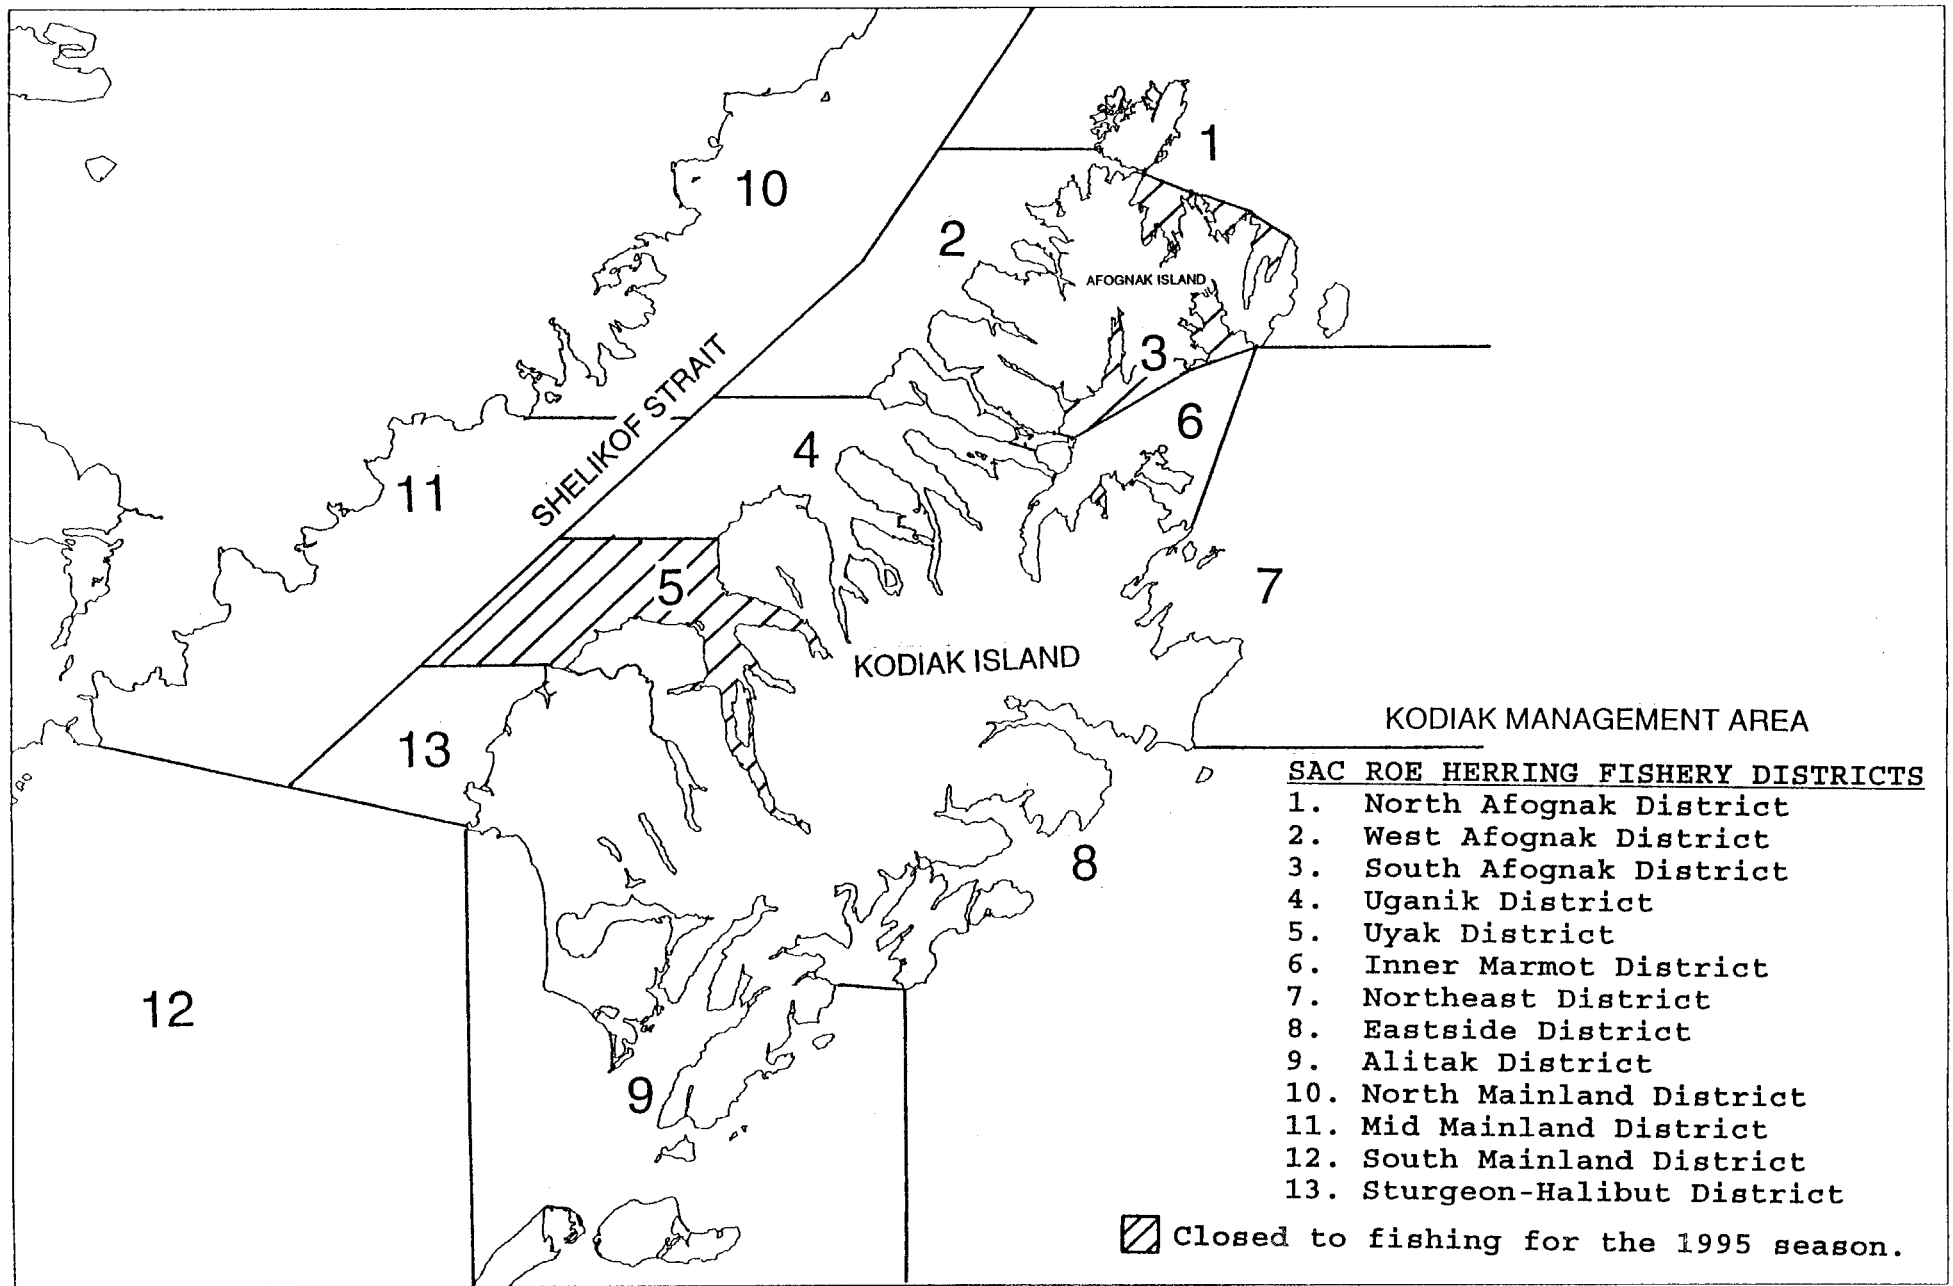 1
10
2
AFOGNAK ISLAND
3
SHELIKOF STRAIT
6
4
11
5
7
KODIAK ISLAND
13
8
12
9
KODIAK MANAGEMENT AREA
SAC ROE HERRING FISHERY DISTRICTS
1. North Afognak District
2. West Afognak District
3. South Afognak District
4. Uganik District
5. Uyak District
6. Inner Marmot District
7. Northeast District
8. Eastside District
9. Alitak District
10. North Mainland District
11. Mid Mainland District
12. South Mainland District
13. Sturgeon-Halibut District
Closed to fishing for the 1995 season.